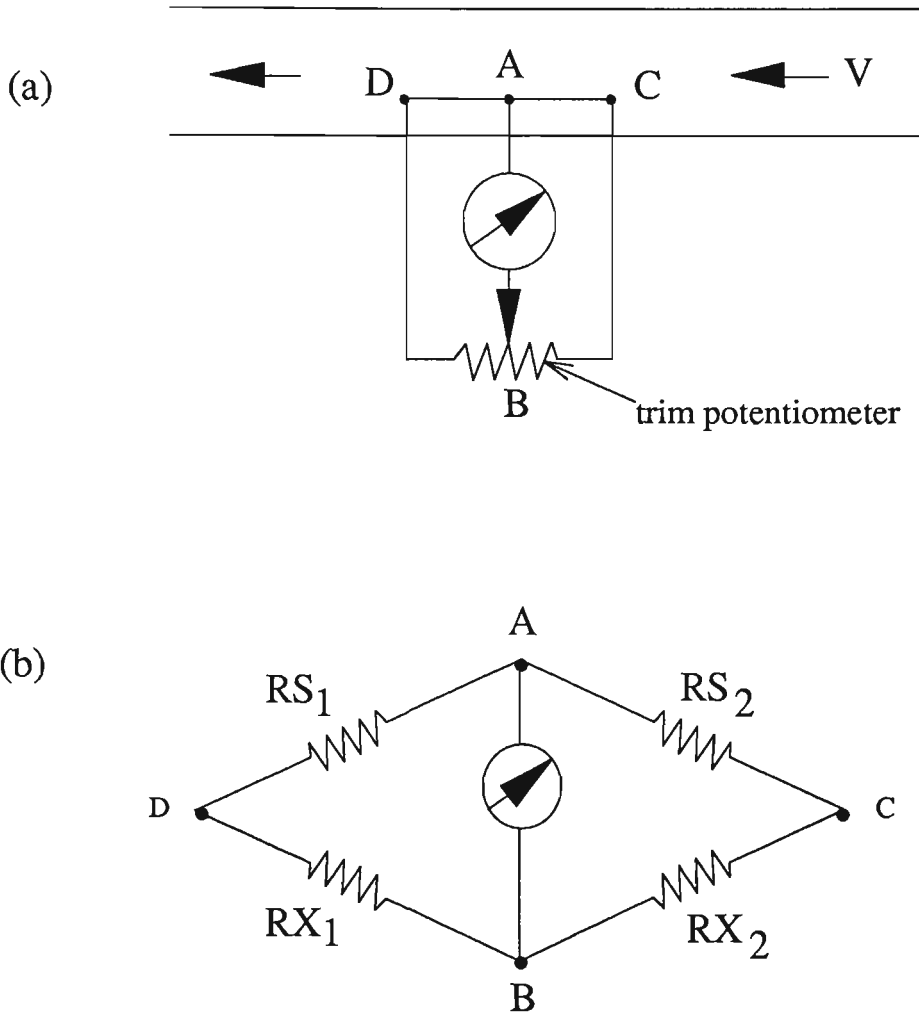 (a)
D A C V
B
trim potentiometer
(b)
A
RS1 RS2
D C
RX1 RX2
B